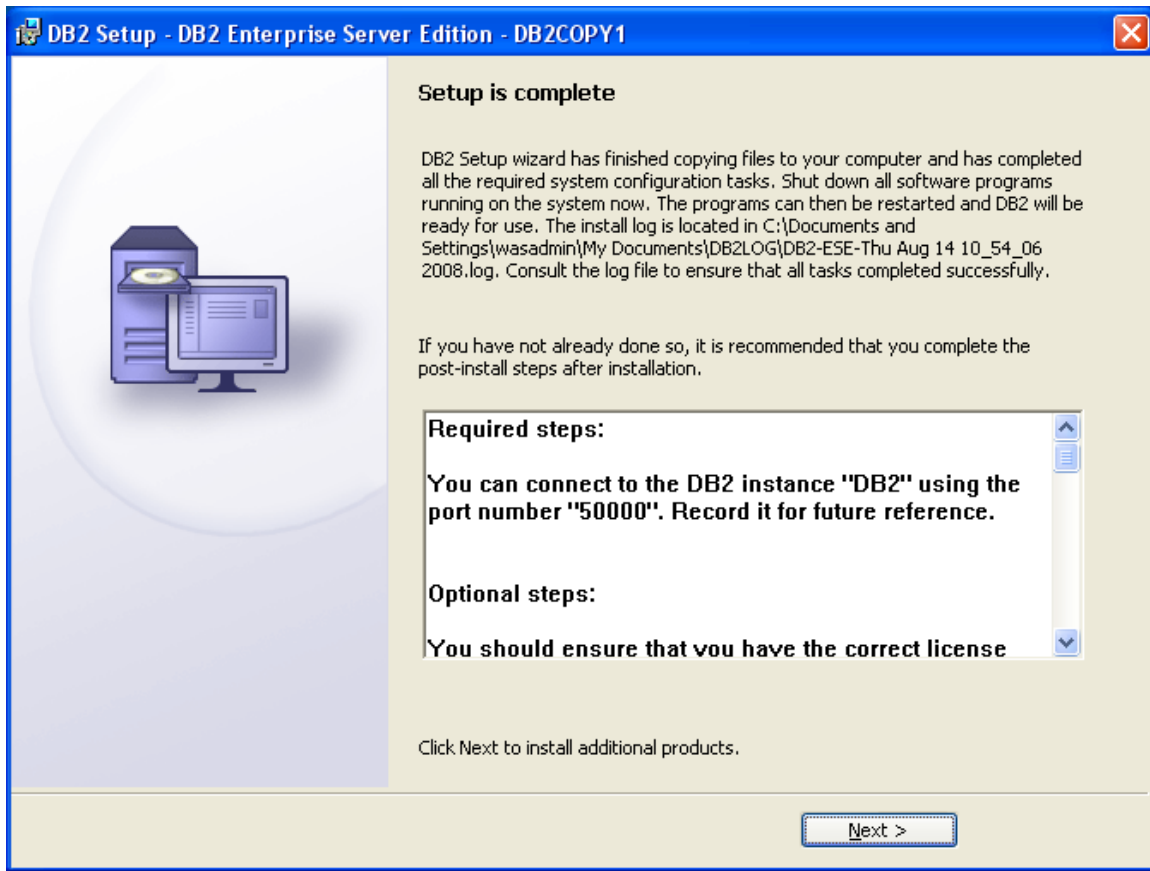 DB2 Setup - DB2 Enterprise Server Edition - DB2COPY1
Setup is complete
DB2 Setup wizard has finished copying files to your computer and has completed
all the required system configuration tasks. Shut down all software programs
running on the system now. The programs can then be restarted and DB2 will be
ready for use. The install log is located in C:\Documents and
Settings\wasadmin\My Documents\DB2LOG\DB2-ESE-Thu Aug 14 10_54_06
2008.log. Consult the log file to ensure that all tasks completed successfully.
If you have not already done so, it is recommended that you complete the
post-install steps after installation.
Required steps:
You can connect to the DB2 instance "DB2" using the
port number "50000". Record it for future reference.
Optional steps:
You should ensure that you have the correct license
Click Next to install additional products.
Next >